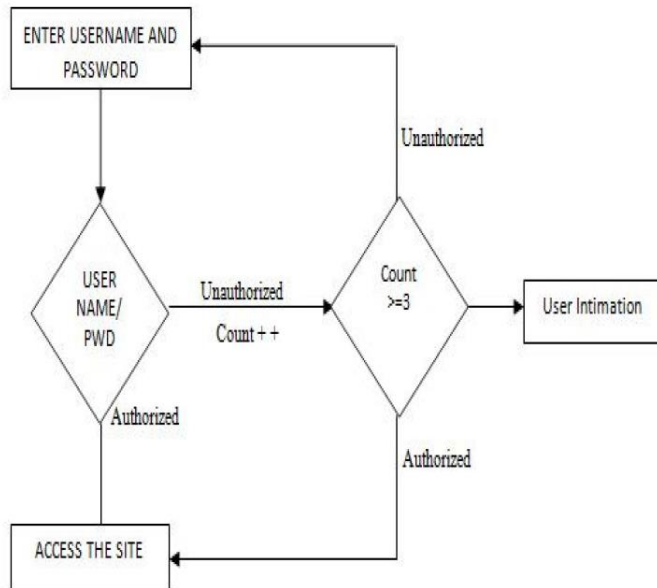 ENTER USERNAME AND
PASSWORD
Unauthorized
USER
NAME/
PWD
Unauthorized
Count++
Count
>=3
User Intimation
Authorized
Authorized
ACCESS THE SITE